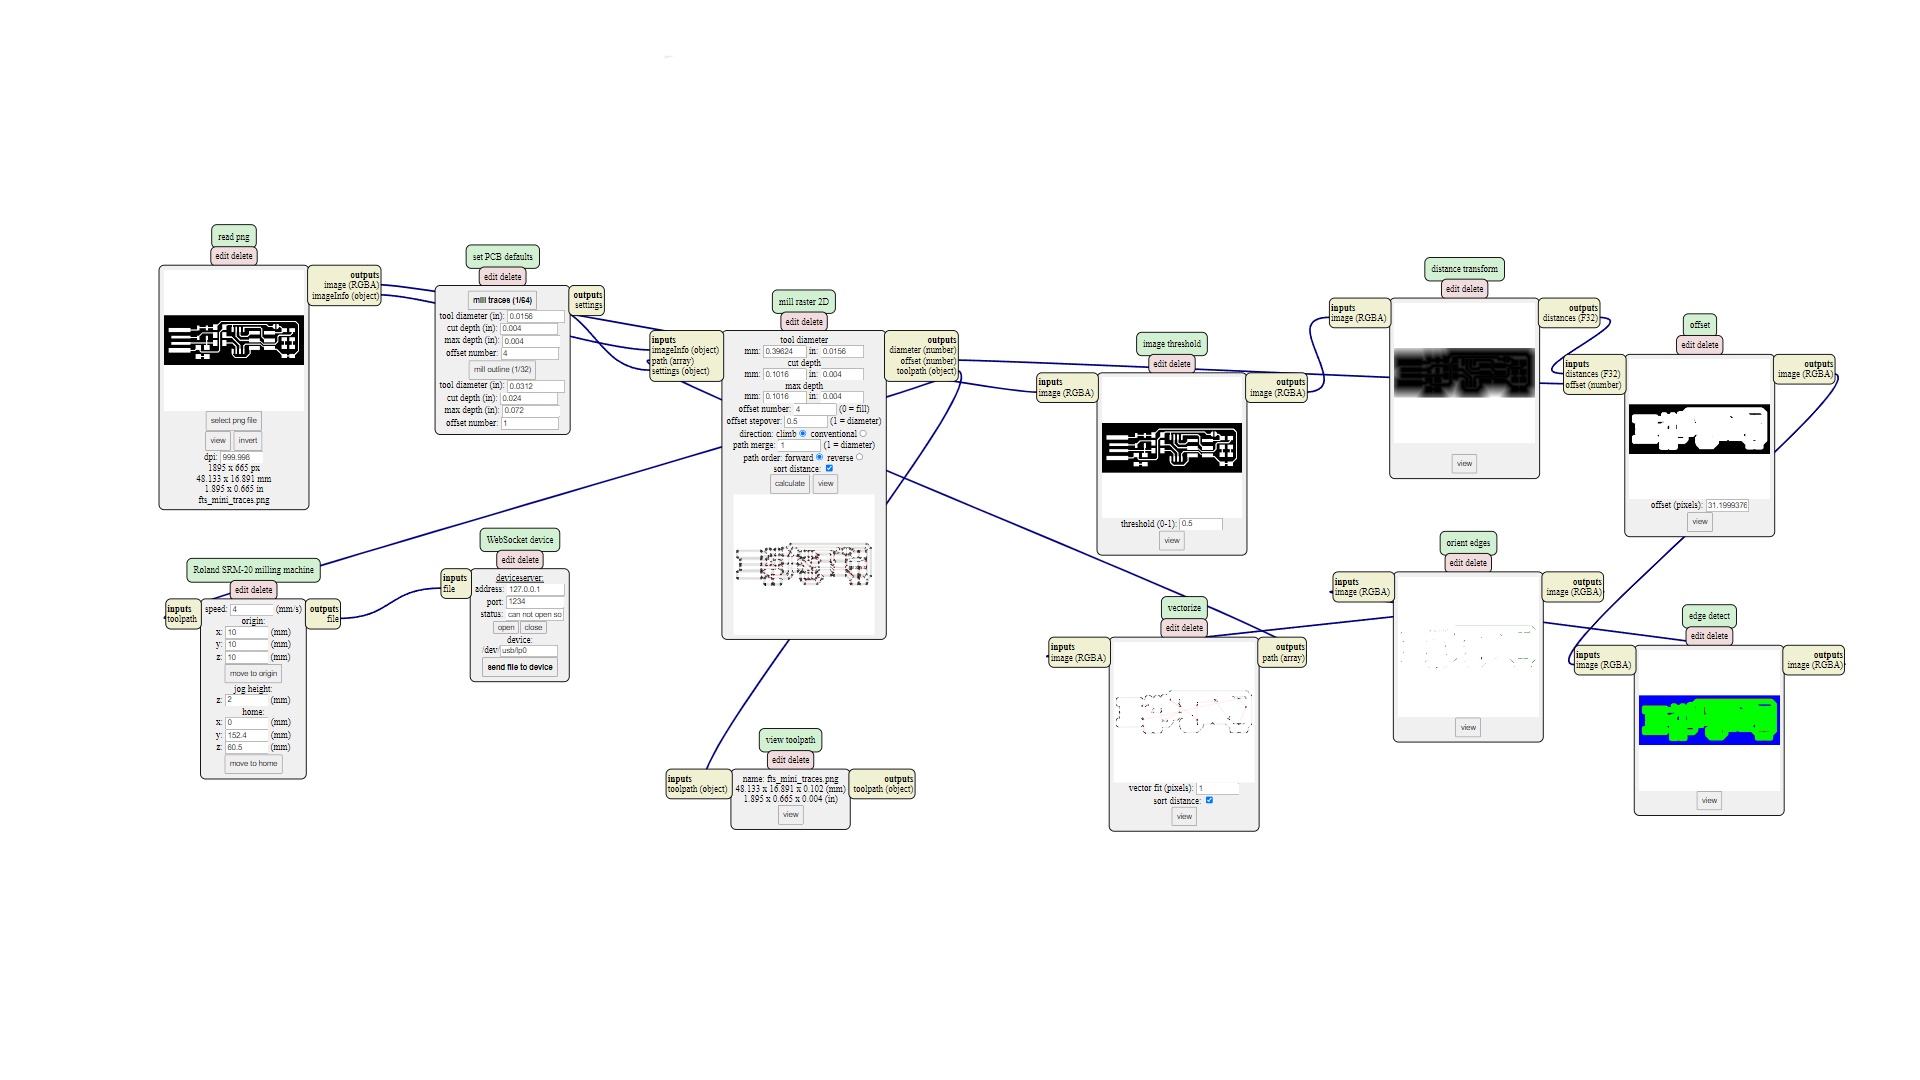 read png
edit delete
outputs
image (RGBA)
imageInfo (object)
select png file
view invert
dpi: 999.998
1895 x 665 px
48.133 x 16.891 mm
1.895 x 0.665 in
fts_mini_traces.png
set PCB defaults
edit delete
mill traces (1/64)
tool diameter (in): 0.0156
cut depth (in): 0.004
max depth (in): 0.004
offset number: 4
mill outline (1/32)
tool diameter (in): 0.0312
cut depth (in): 0.024
max depth (in): 0.072
offset number: 1
outputs
settings
mill raster 2D
edit delete
inputs
imageInfo (object)
path (array)
settings (object)
tool diameter
mm: 0.39624 in: 0.0156
cut depth
mm: 0.1016 in: 0.004
max depth
mm: 0.1016 in: 0.004
offset number: 4 (0 = fill)
offset stepover: 0.5 (1 = diameter)
direction: climb conventional
path merge: 1 (1 = diameter)
path order: forward reverse
sort distance:
calculate view
outputs
diameter (number)
offset (number)
toolpath (object)
image threshold
edit delete
inputs
image (RGBA)
outputs
image (RGBA)
threshold (0-1): 0.5
view
distance transform
edit delete
inputs
image (RGBA)
outputs
distances (F32)
view
offset
edit delete
inputs
distances (F32)
offset (number)
outputs
image (RGBA)
offset (pixels): 31.1999376
view
Roland SRM-20 milling machine
edit delete
inputs
toolpath
speed: 4 (mm/s)
origin:
x: 10 (mm)
y: 10 (mm)
z: 10 (mm)
move to origin
jog height:
z: 2 (mm)
home:
x: 0 (mm)
y: 152.4 (mm)
z: 60.5 (mm)
move to home
outputs
file
WebSocket device
edit delete
inputs
file
deviceserver:
address: 127.0.0.1
port: 1234
status: can not open so
open close
device:
/dev/ usb/lp0
send file to device
view toolpath
edit delete
inputs
toolpath (object)
name: fts_mini_traces.png
48.133 x 16.891 x 0.102 (mm)
1.895 x 0.665 x 0.004 (in)
view
outputs
toolpath (object)
vectorize
edit delete
inputs
image (RGBA)
outputs
path (array)
vector fit (pixels): 1
sort distance:
view
orient edges
edit delete
inputs
image (RGBA)
outputs
image (RGBA)
view
edge detect
edit delete
inputs
image (RGBA)
outputs
image (RGBA)
view